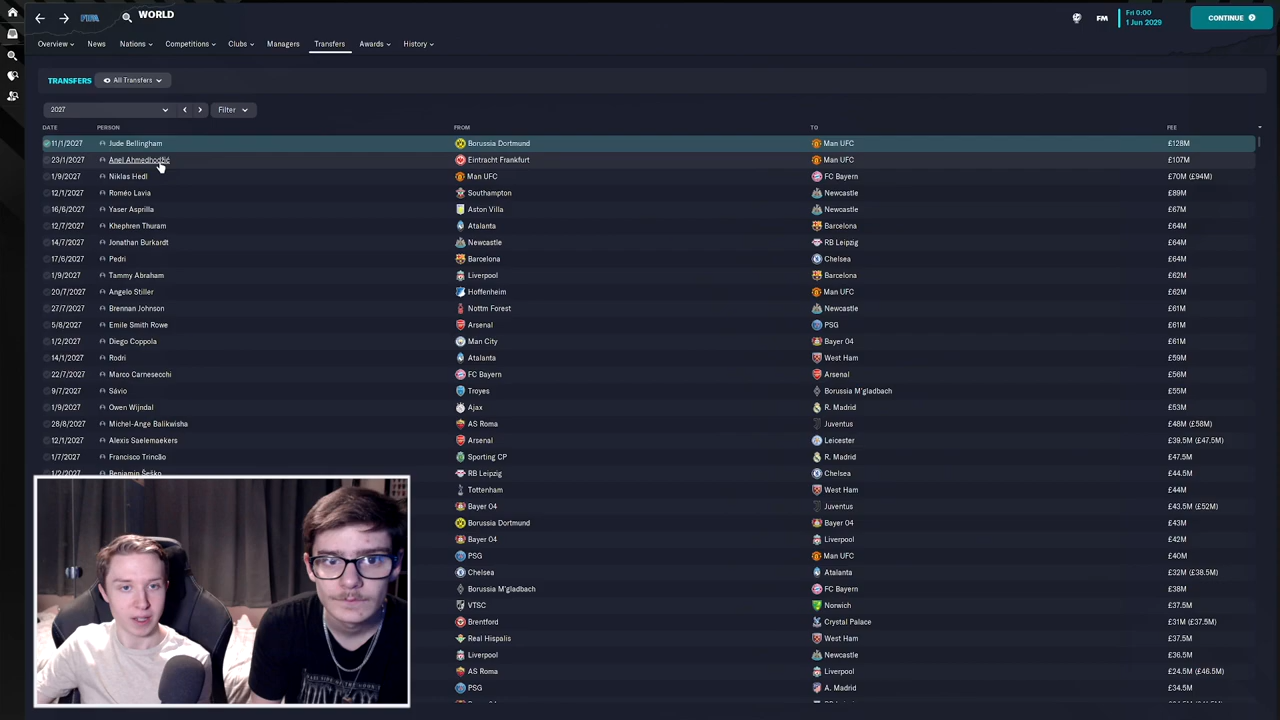 WORLD
Fri 0:00
1 Jun 2029
FM
CONTINUE
Overview News Nations Competitions Clubs Managers Transfers Awards History
TRANSFERS All Transfers
2027 Filter
DATE PERSON FROM TO FEE
11/1/2027 Jude Bellingham Borussia Dortmund Man UFC £128M
23/1/2027 Anel Ahmedhodžić Eintracht Frankfurt Man UFC £107M
1/9/2027 Niklas Hedl Man UFC FC Bayern £70M (£94M)
12/1/2027 Roméo Lavia Southampton Newcastle £89M
16/6/2027 Yaser Asprilla Aston Villa Newcastle £67M
12/7/2027 Khephren Thuram Atalanta Barcelona £64M
14/7/2027 Jonathan Burkardt Newcastle RB Leipzig £64M
17/6/2027 Pedri Barcelona Chelsea £64M
1/9/2027 Tammy Abraham Liverpool Barcelona £62M
20/7/2027 Angelo Stiller Hoffenheim Man UFC £62M
27/7/2027 Brennan Johnson Nottm Forest Newcastle £61M
5/8/2027 Emile Smith Rowe Arsenal PSG £61M
1/2/2027 Diego Coppola Man City Bayer 04 £61M
14/1/2027 Rodri Atalanta West Ham £59M
22/7/2027 Marco Carnesecchi FC Bayern Arsenal £56M
9/7/2027 Sávio Troyes Borussia M'gladbach £55M
1/9/2027 Owen Wijndal Ajax R. Madrid £53M
28/8/2027 Michel-Ange Balikwisha AS Roma Juventus £48M (£58M)
12/1/2027 Alexis Saelemaekers Arsenal Leicester £39.5M (£47.5M)
1/7/2027 Francisco Trincão Sporting CP R. Madrid £47.5M
1/2/2027 Benjamin Šeško RB Leipzig Chelsea £44.5M
Tottenham West Ham £44M
Bayer 04 Juventus £43.5M (£52M)
Borussia Dortmund Bayer 04 £43M
Bayer 04 Liverpool £42M
PSG Man UFC £40M
Chelsea Atalanta £32M (£38.5M)
Borussia M'gladbach FC Bayern £38M
VTSC Norwich £37.5M
Brentford Crystal Palace £31M (£37.5M)
Real Hispalis West Ham £37.5M
Liverpool Newcastle £36.5M
AS Roma Liverpool £24.5M (£46.5M)
PSG A. Madrid £34.5M